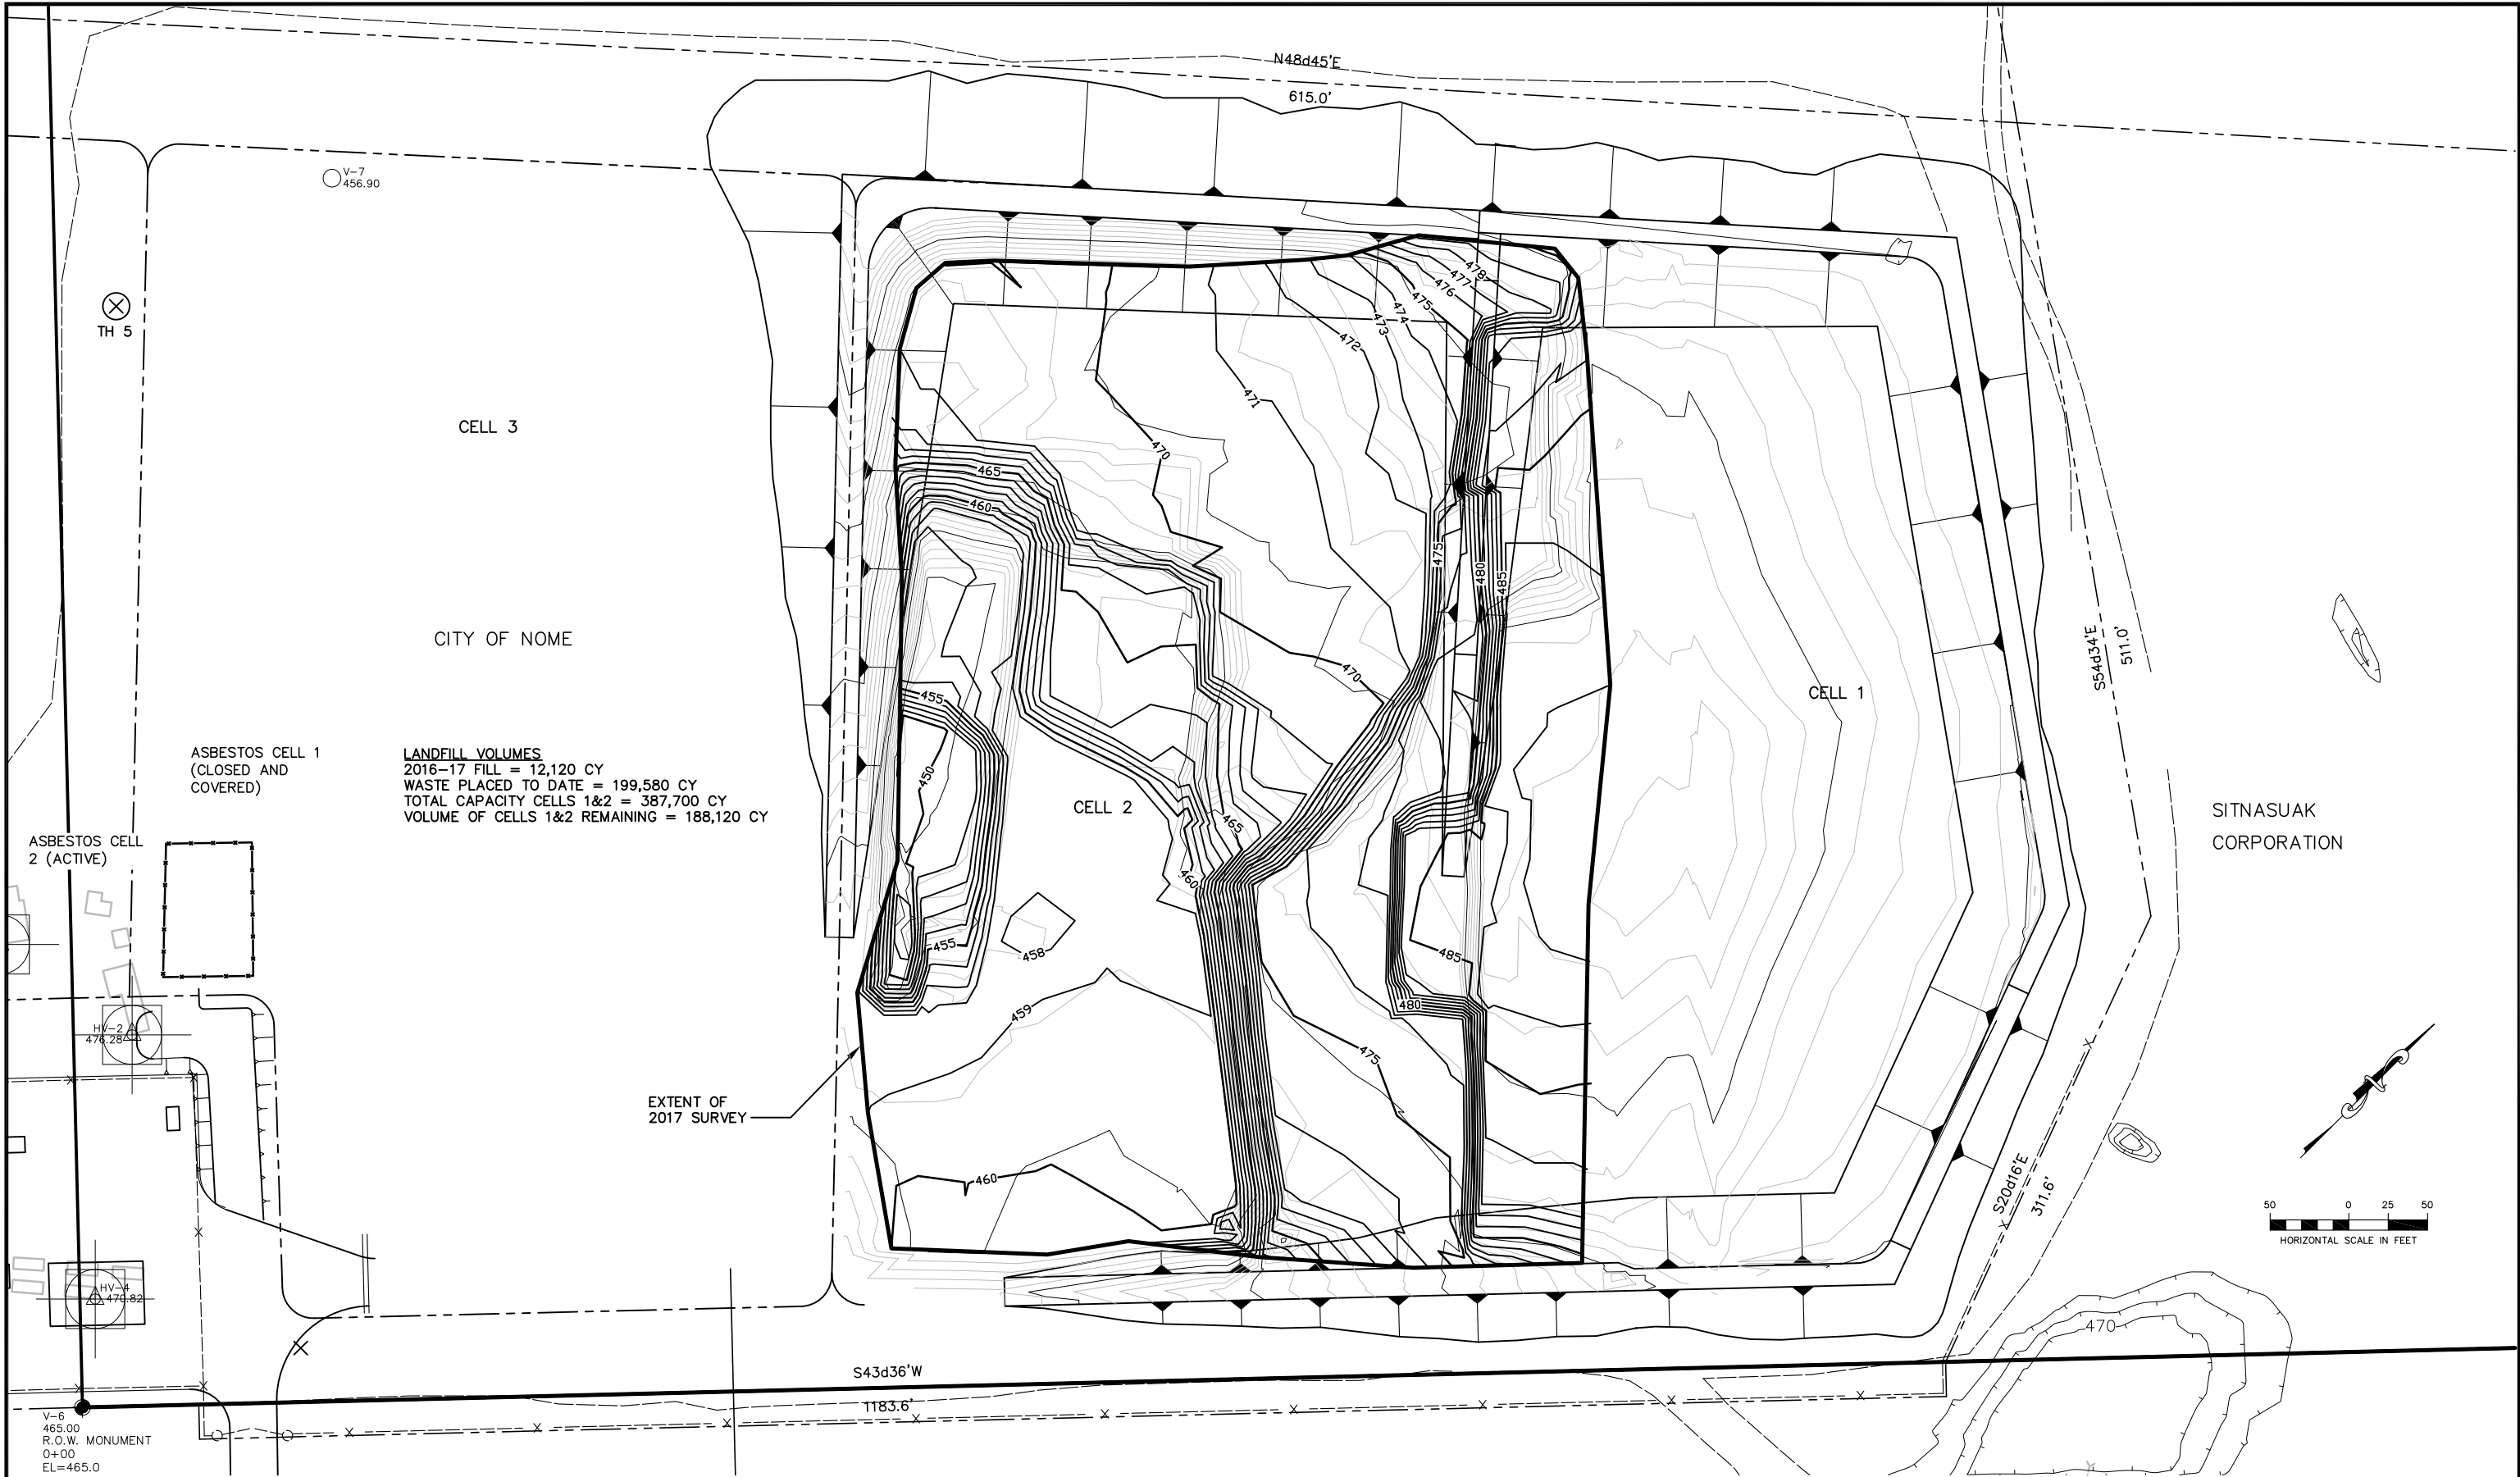 N48d45'E
615.0'
V-7
456.90
TH 5
CELL 3
CITY OF NOME
478
477
476
475
474
473
472
471
470
465
460
475
480
485
470
455
450
465
460
455
458
459
485
480
475
460
CELL 1
CELL 2
S54d34'E
511.0'
ASBESTOS CELL 1
(CLOSED AND
COVERED)
LANDFILL VOLUMES
2016-17 FILL = 12,120 CY
WASTE PLACED TO DATE = 199,580 CY
TOTAL CAPACITY CELLS 1&2 = 387,700 CY
VOLUME OF CELLS 1&2 REMAINING = 188,120 CY
ASBESTOS CELL
2 (ACTIVE)
SITNASUAK
CORPORATION
HV-2
476.28
EXTENT OF
2017 SURVEY
N
S20d16'E
311.6'
50 0 25 50
HORIZONTAL SCALE IN FEET
HV-4
470.82
470
S43d36'W
1183.6'
V-6
465.00
R.O.W. MONUMENT
0+00
EL=465.0